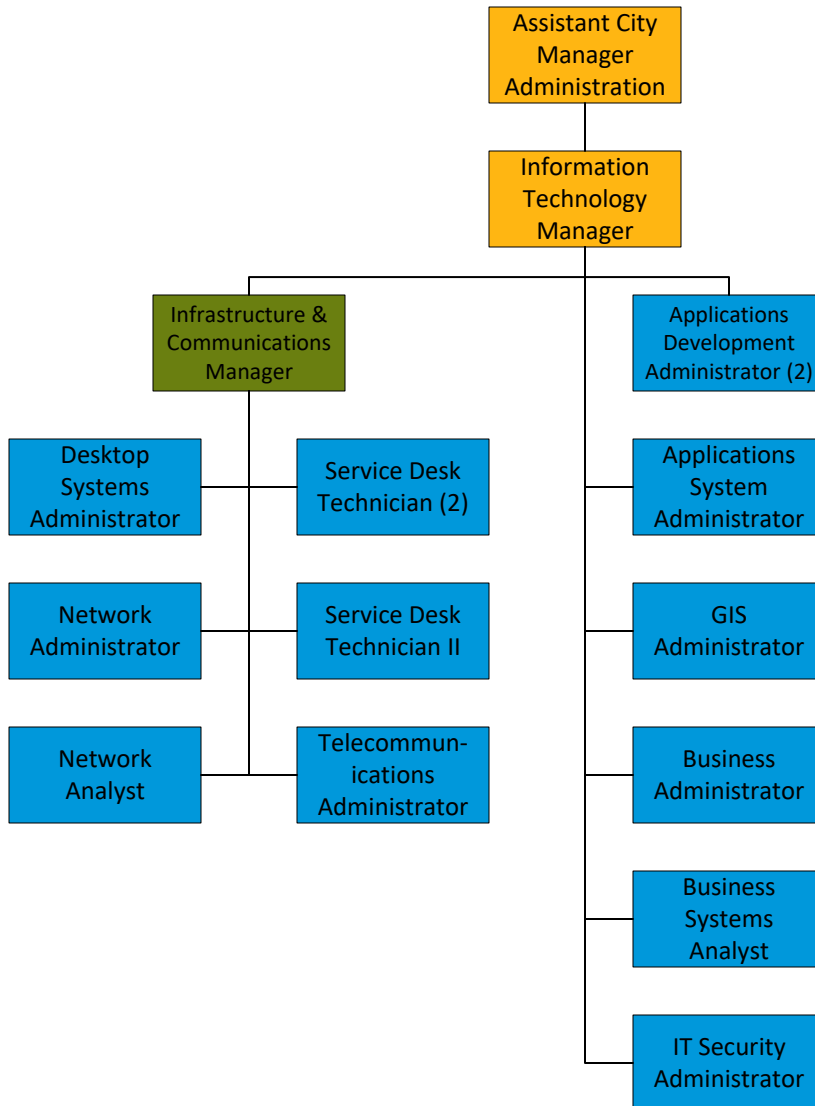 Assistant City
Manager
Administration
Information
Technology
Manager
Infrastructure &
Communications
Manager
Applications
Development
Administrator (2)
Desktop
Systems
Administrator
Service Desk
Technician (2)
Applications
System
Administrator
Network
Administrator
Service Desk
Technician II
GIS
Administrator
Network
Analyst
Telecommun-
ications
Administrator
Business
Administrator
Business
Systems
Analyst
IT Security
Administrator